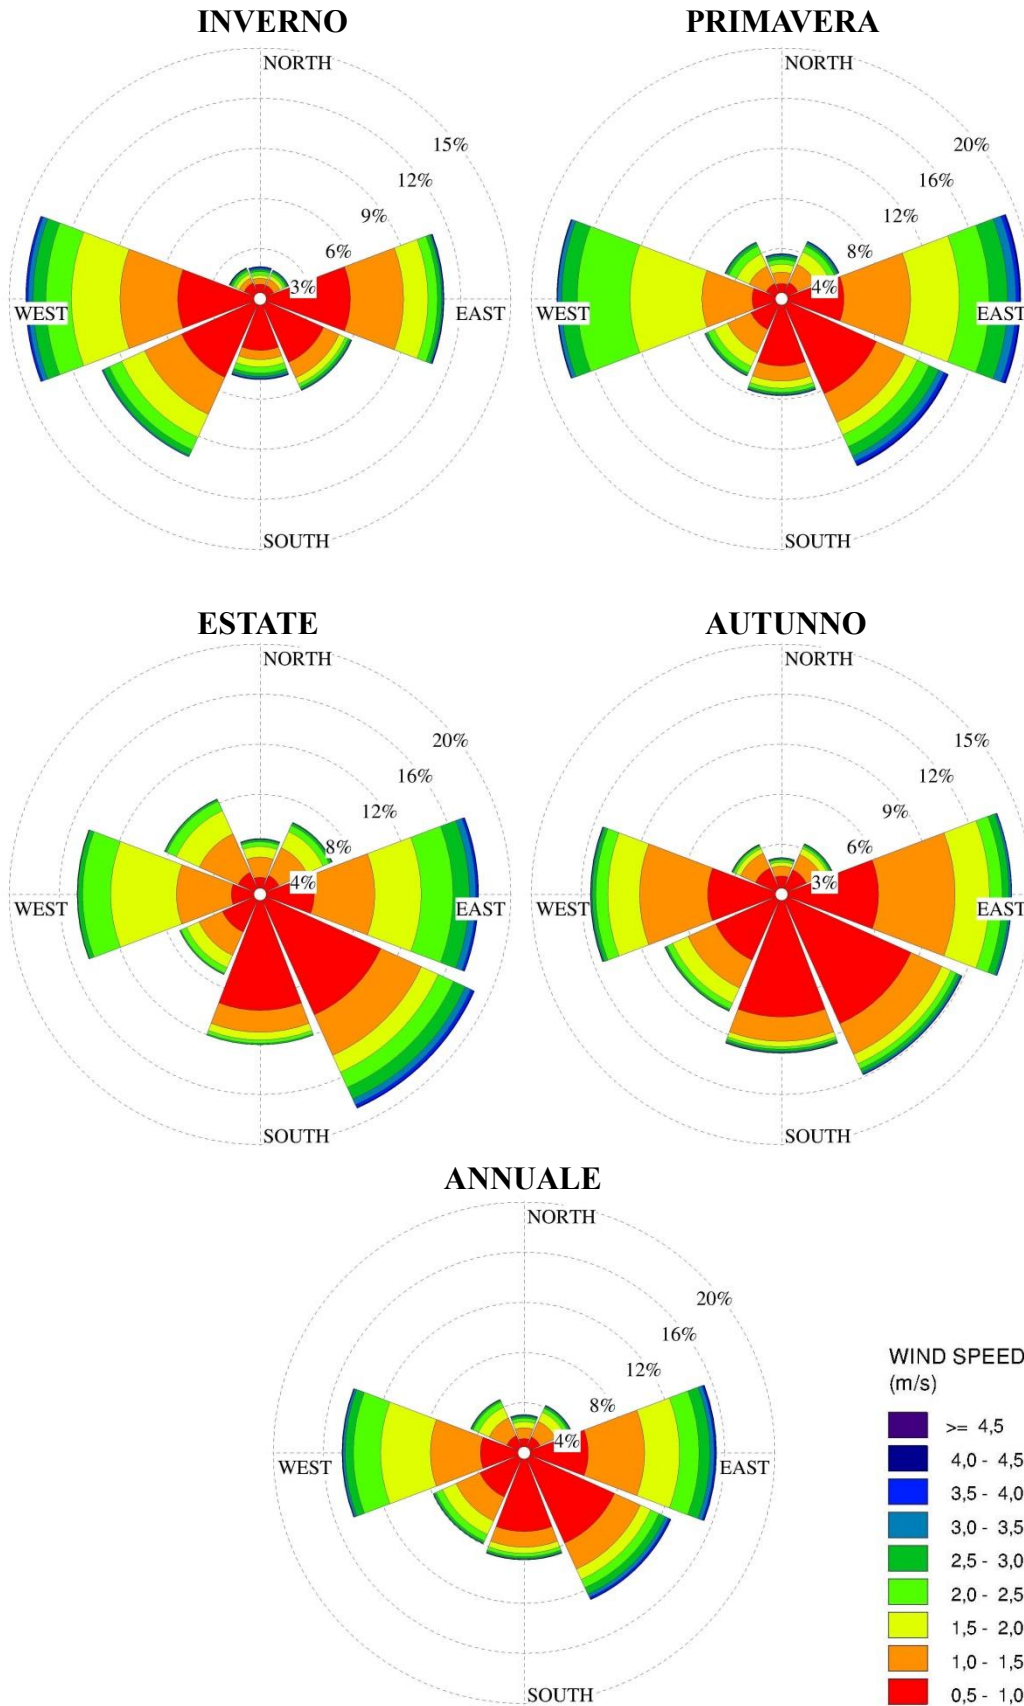 INVERNO
NORTH
15%
12%
9%
6%
3%
WEST
EAST
SOUTH
PRIMAVERA
NORTH
20%
16%
12%
8%
4%
WEST
EAST
SOUTH
ESTATE
NORTH
20%
16%
12%
8%
4%
WEST
EAST
SOUTH
AUTUNNO
NORTH
15%
12%
9%
6%
3%
WEST
EAST
SOUTH
ANNUALE
NORTH
20%
16%
12%
8%
4%
WEST
EAST
SOUTH
WIND SPEED
(m/s)
>= 4,5
4,0 - 4,5
3,5 - 4,0
3,0 - 3,5
2,5 - 3,0
2,0 - 2,5
1,5 - 2,0
1,0 - 1,5
0,5 - 1,0